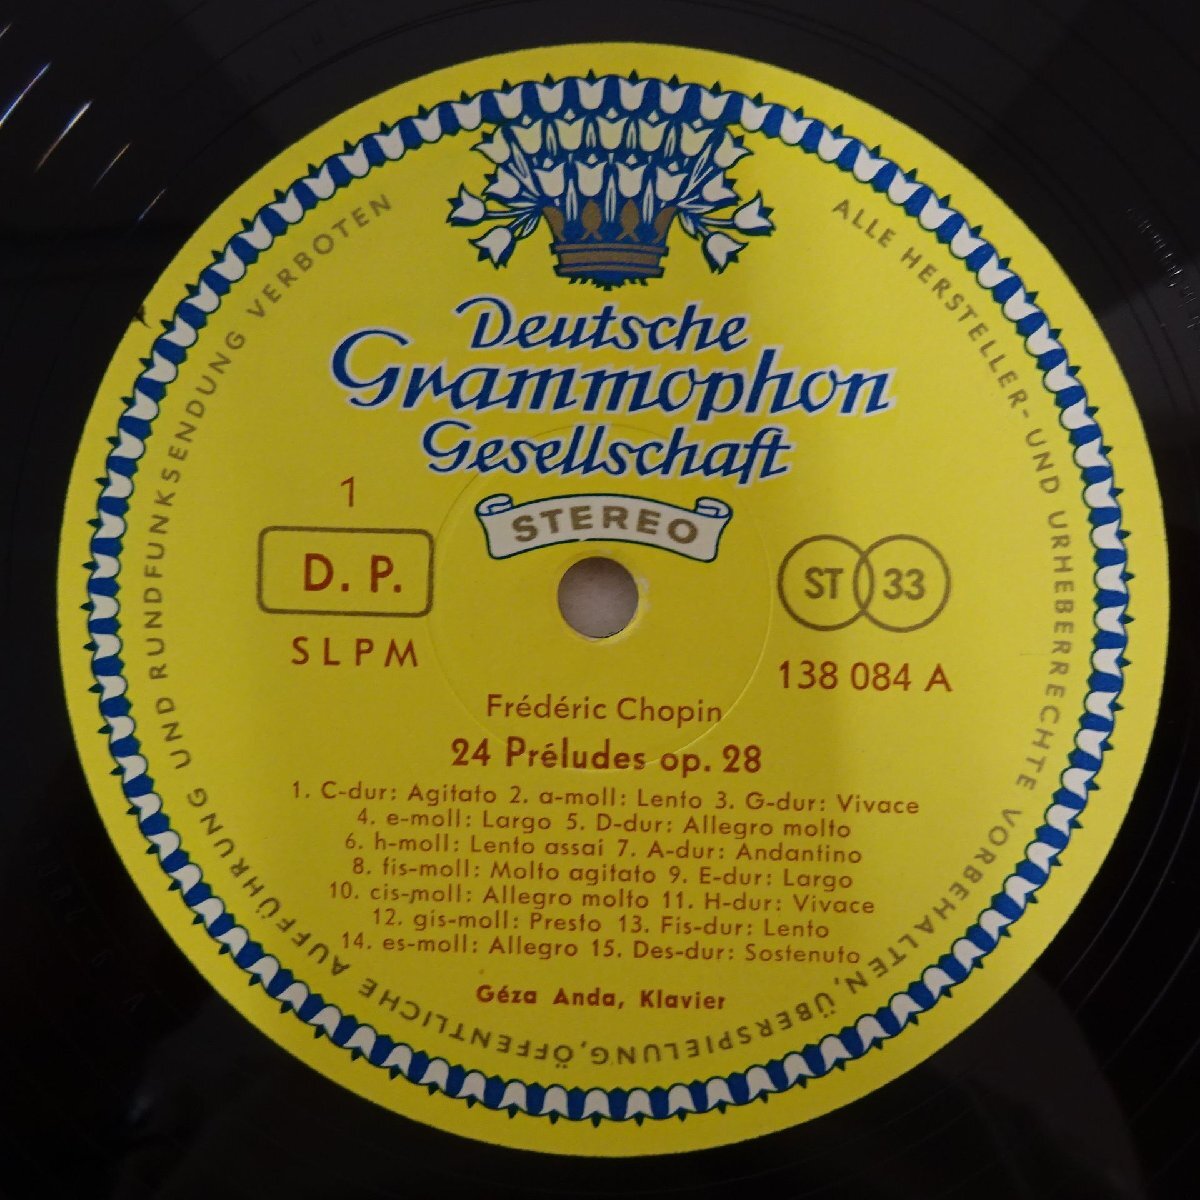 ALLE HERSTELLER- UND URHEBERRECHTE VORBEHALTEN, ÜBERSPIELUNG, ÖFFENTLICHE AUFFÜHRUNG UND RUNDFUNKSENDUNG VERBOTEN
Deutsche
Grammophon
Gesellschaft
STEREO
1
D. P.
SLPM
ST 33
138 084 A
Frédéric Chopin
24 Préludes op. 28
1. C-dur: Agitato 2. a-moll: Lento 3. G-dur: Vivace
4. e-moll: Largo 5. D-dur: Allegro molto
6. h-moll: Lento assai 7. A-dur: Andantino
8. fis-moll: Molto agitato 9. E-dur: Largo
10. cis-moll: Allegro molto 11. H-dur: Vivace
12. gis-moll: Presto 13. Fis-dur: Lento
14. es-moll: Allegro 15. Des-dur: Sostenuto
Géza Anda, Klavier